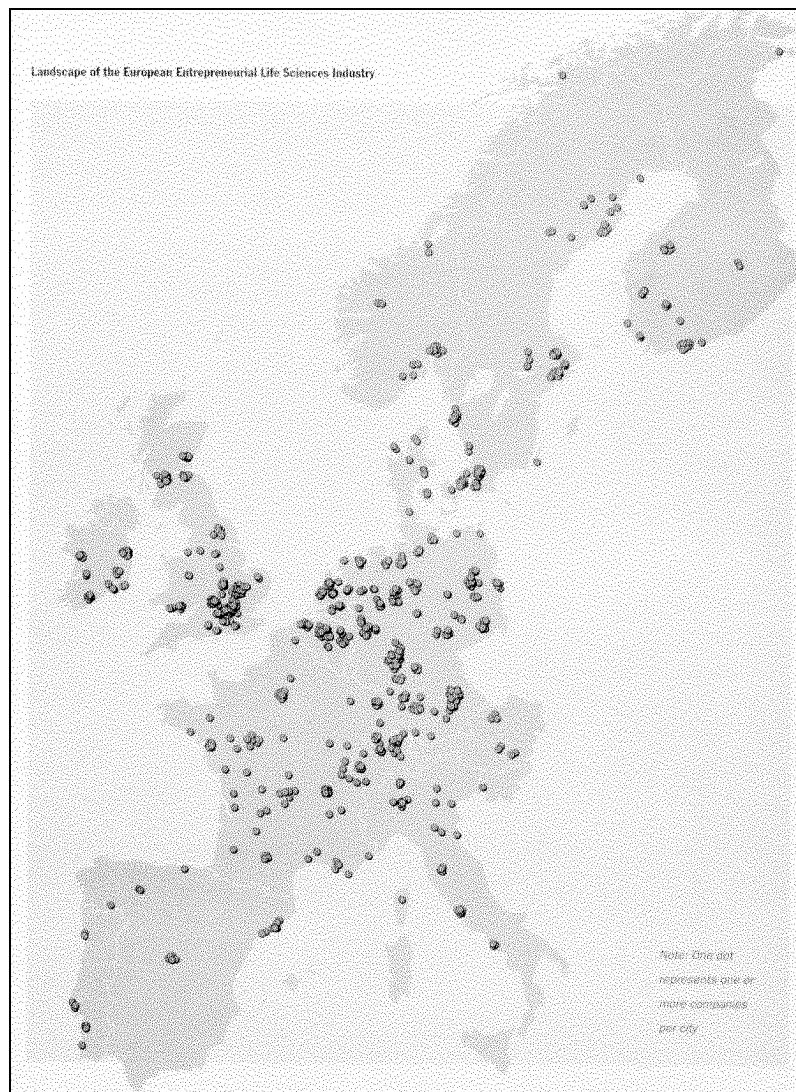 Landscape of the European Entrepreneurial Life Sciences Industry
Note: One dot
represents one or
more companies
per city